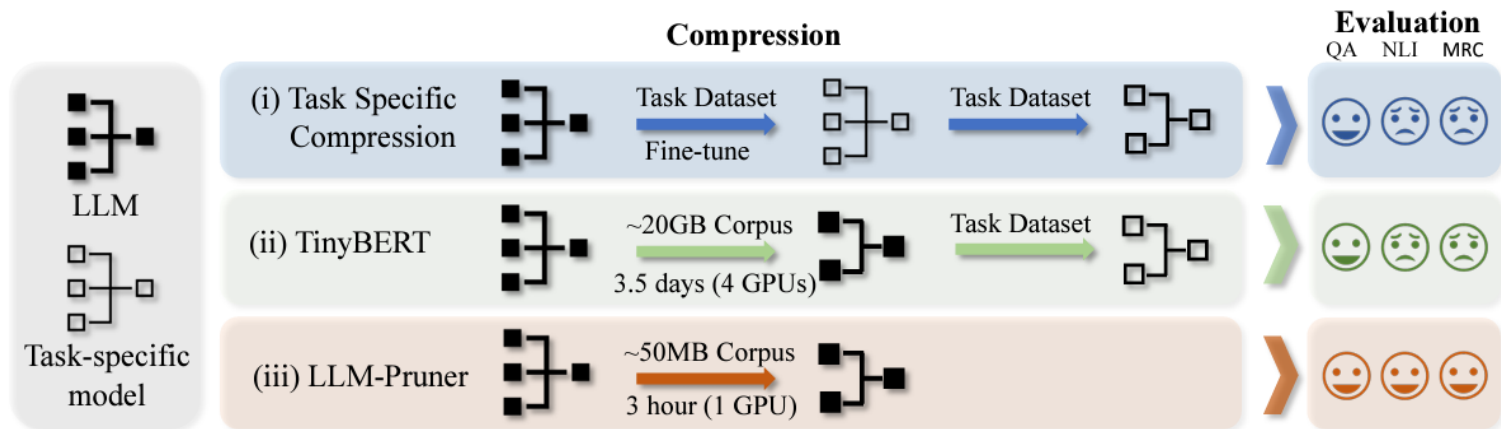 Compression
Evaluation
QA NLI MRC
LLM
Task-specific
model
(i) Task Specific
Compression
Task Dataset
Fine-tune
Task Dataset
(ii) TinyBERT
~20GB Corpus
3.5 days (4 GPUs)
Task Dataset
(iii) LLM-Pruner
~50MB Corpus
3 hour (1 GPU)